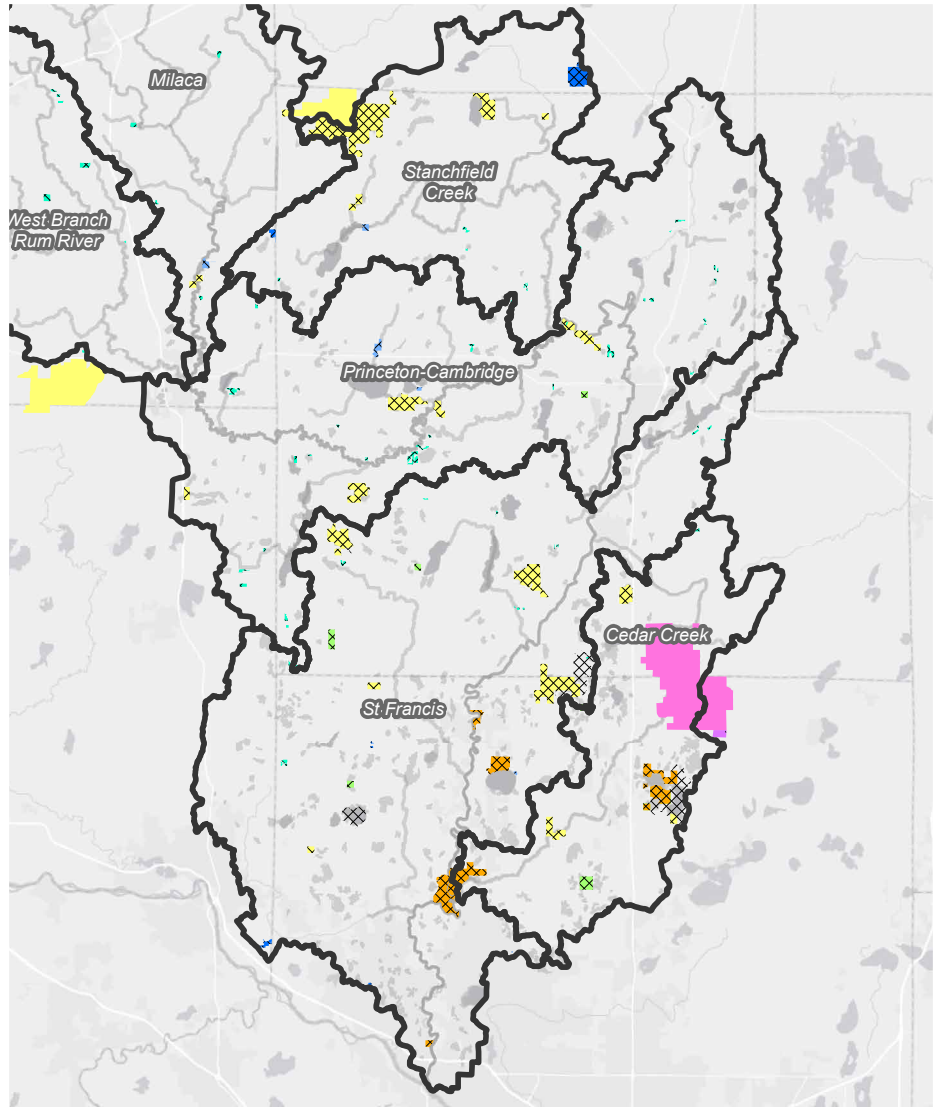 Milaca
Stanchfield
Creek
West Branch
Rum River
Princeton-Cambridge
Cedar Creek
St Francis